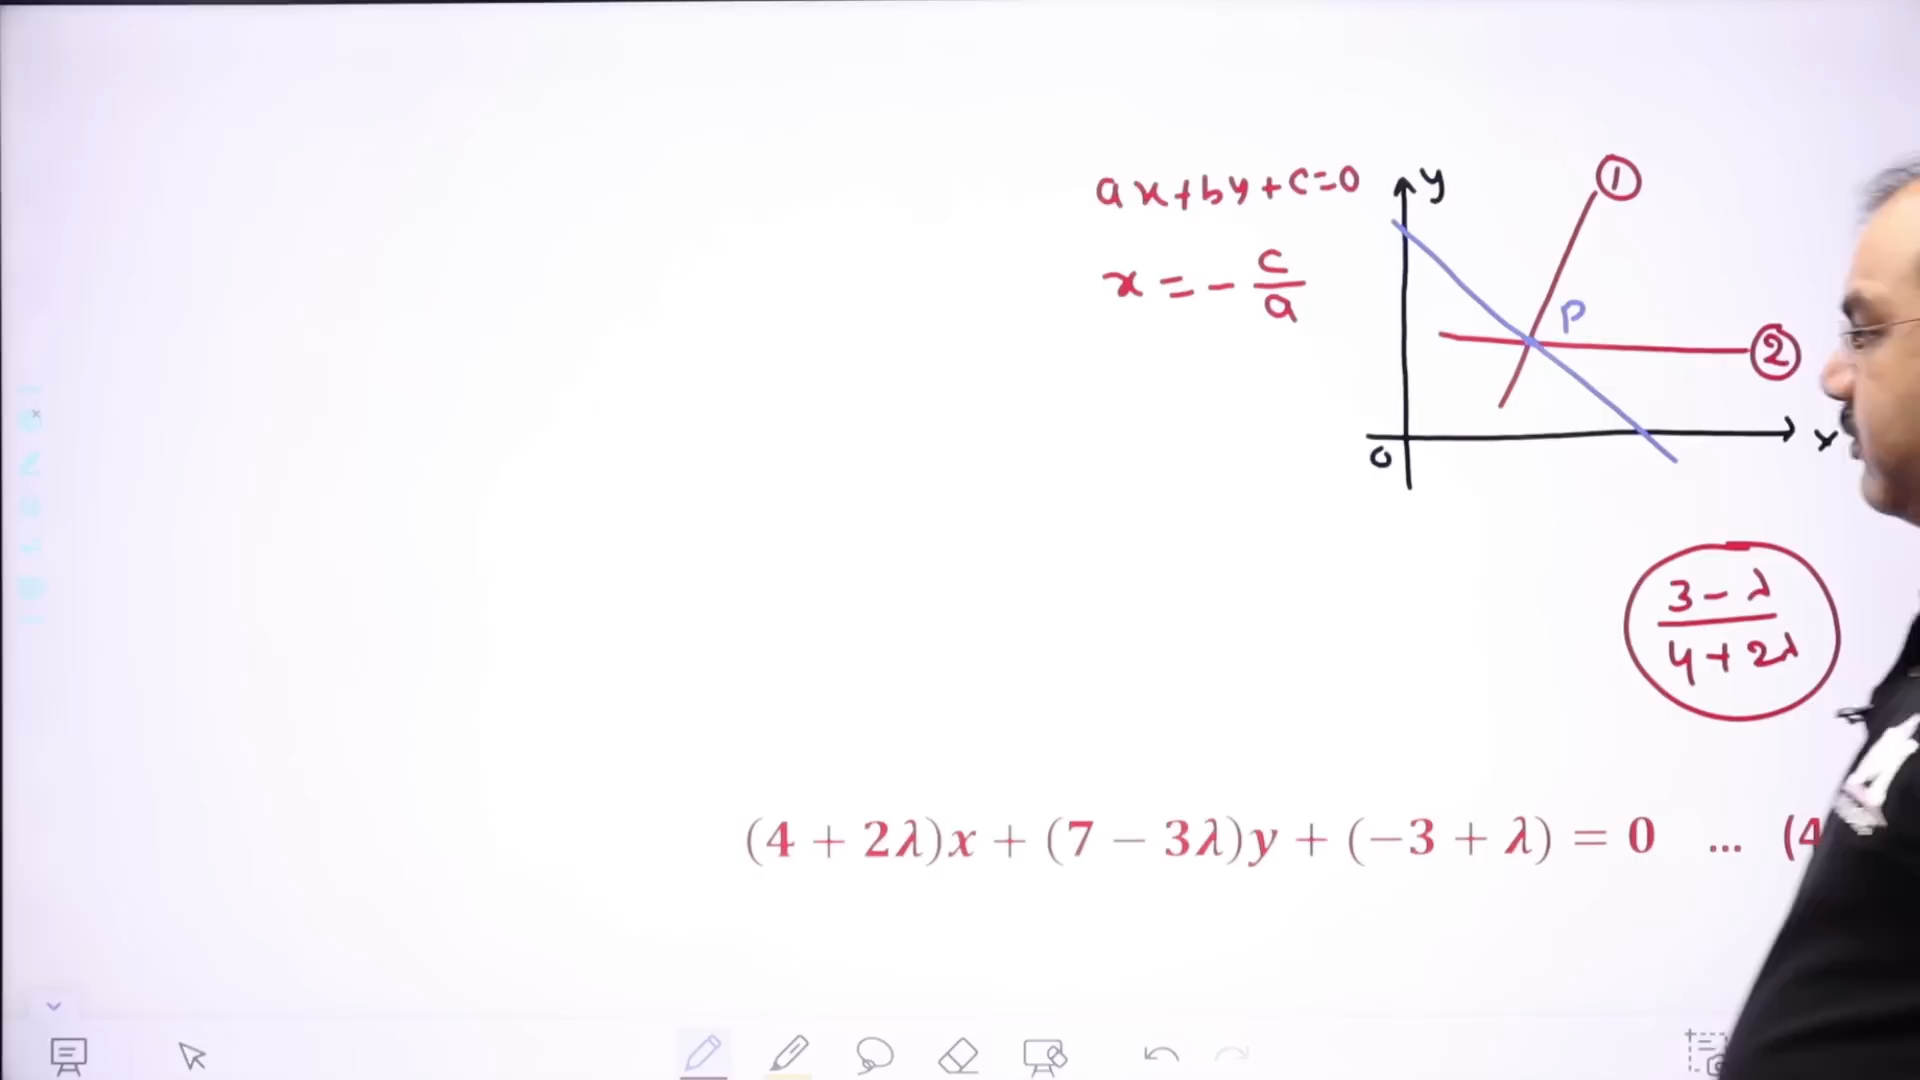 ax+by+c=0
x = - c/a
y
1
P
2
x
0
3-λ/4+2λ
(4 + 2λ)x + (7 − 3λ)y + (−3 + λ) = 0 ... (4